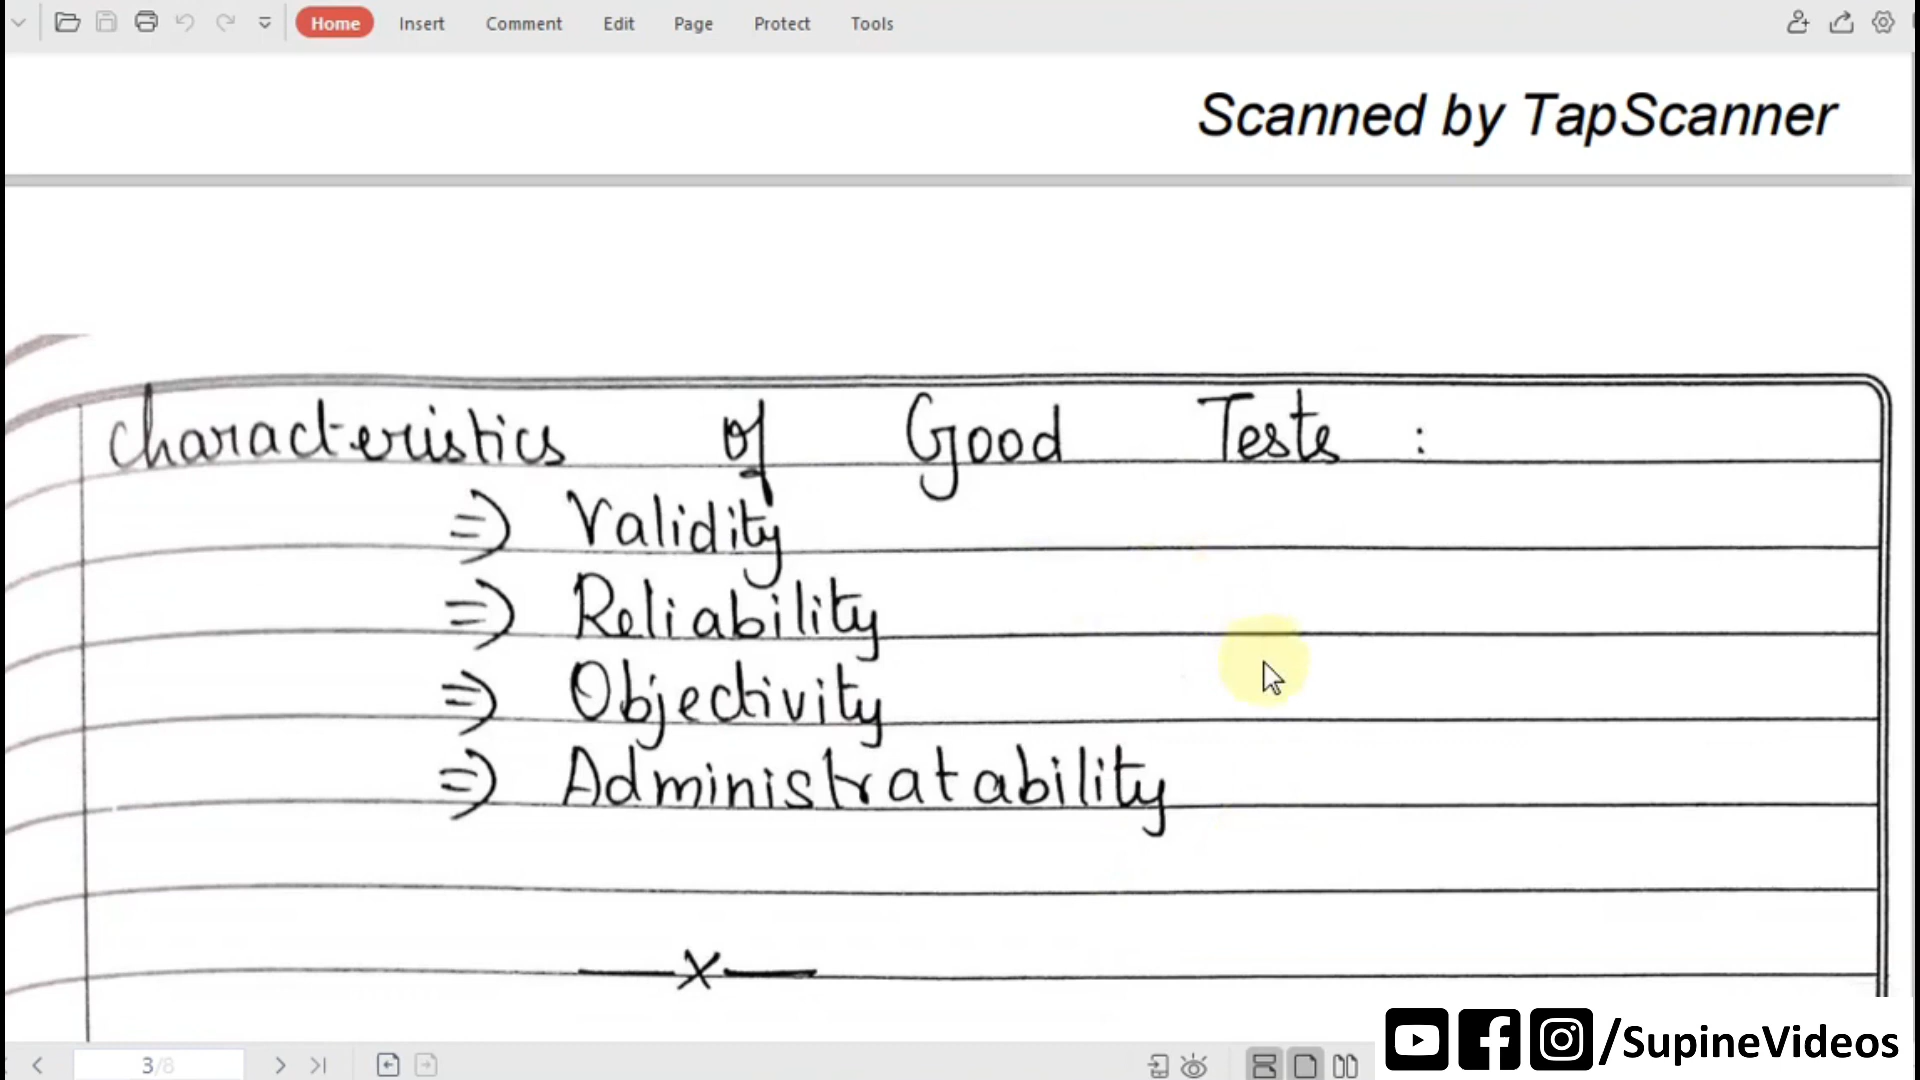 Home Insert Comment Edit Page Protect Tools
Scanned by TapScanner
Characteristics of Good Tests :
=) Validity
=) Reliability
=) Objectivity
=) Administratability
—x—
3/8
/SupineVideos